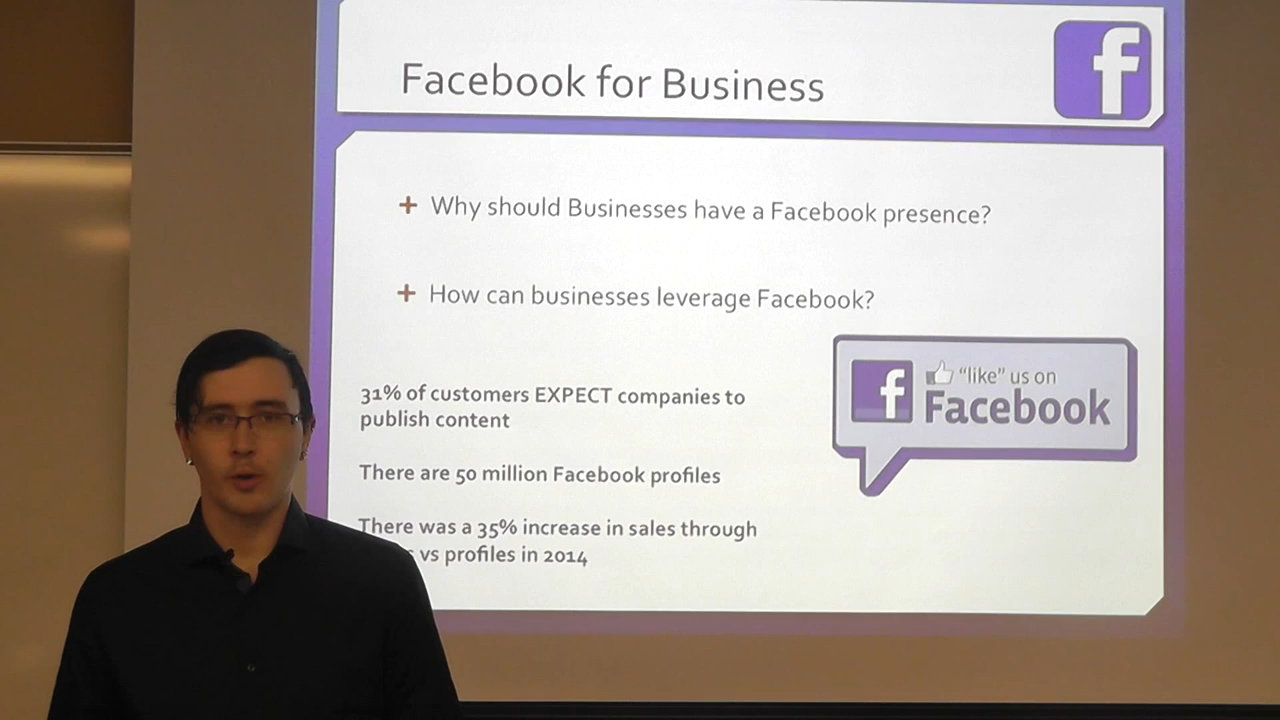 Facebook for Business
f
+ Why should Businesses have a Facebook presence?
+ How can businesses leverage Facebook?
31% of customers EXPECT companies to
publish content
There are 50 million Facebook profiles
There was a 35% increase in sales through
vs profiles in 2014
f
"like" us on
Facebook